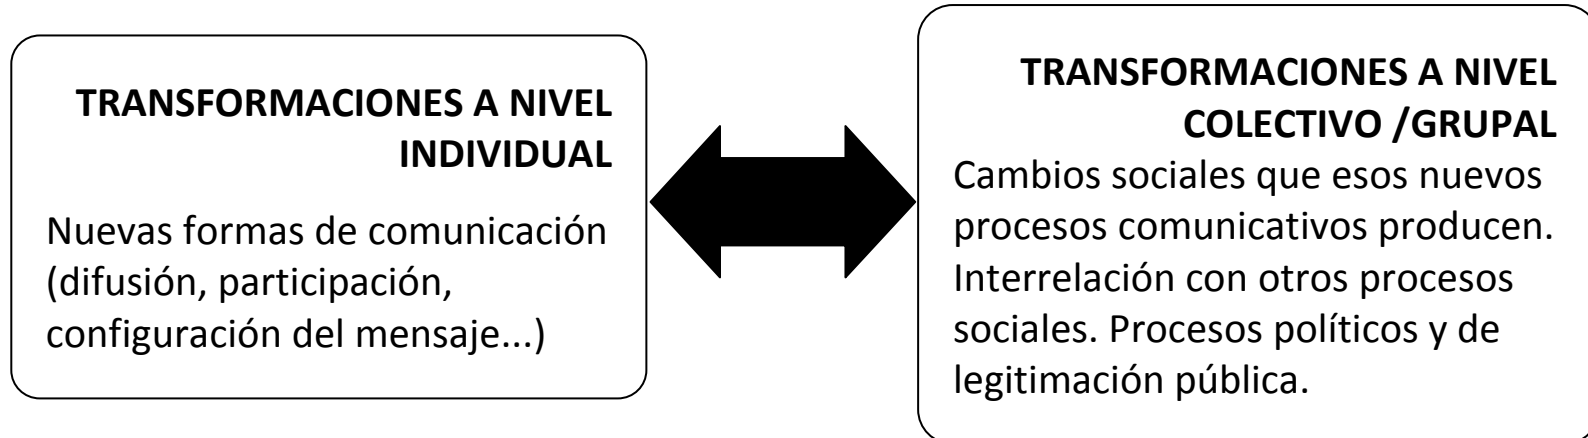 TRANSFORMACIONES A NIVEL
INDIVIDUAL
Nuevas formas de comunicación
(difusión, participación,
configuración del mensaje...)
TRANSFORMACIONES A NIVEL
COLECTIVO /GRUPAL
Cambios sociales que esos nuevos
procesos comunicativos producen.
Interrelación con otros procesos
sociales. Procesos políticos y de
legitimación pública.